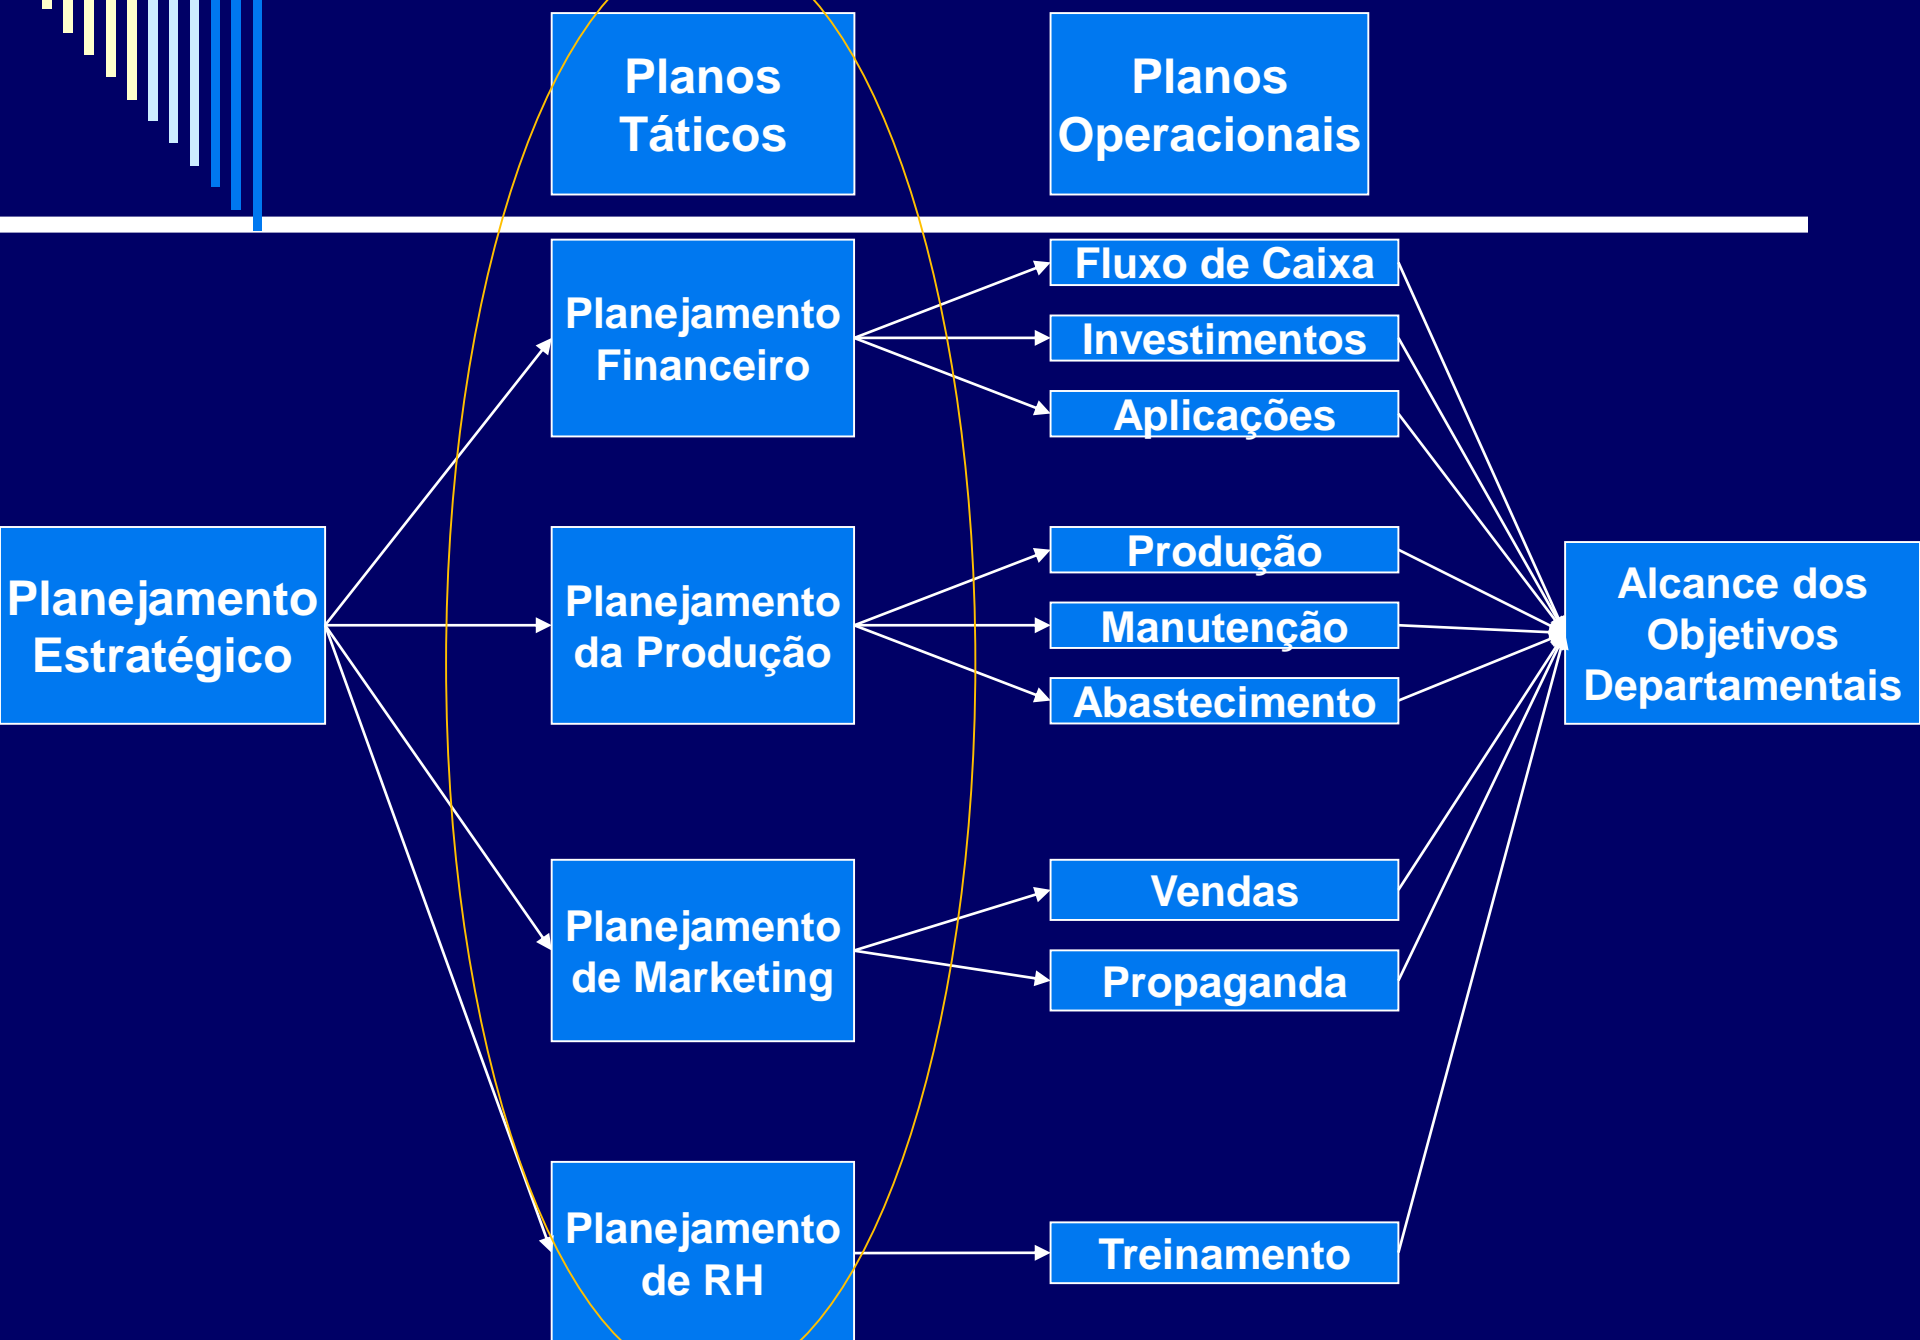 Planos
Táticos
Planos
Operacionais
Planejamento
Estratégico
Planejamento
Financeiro
Planejamento
da Produção
Planejamento
de Marketing
Planejamento
de RH
Fluxo de Caixa
Investimentos
Aplicações
Produção
Manutenção
Abastecimento
Vendas
Propaganda
Treinamento
Alcance dos
Objetivos
Departamentais